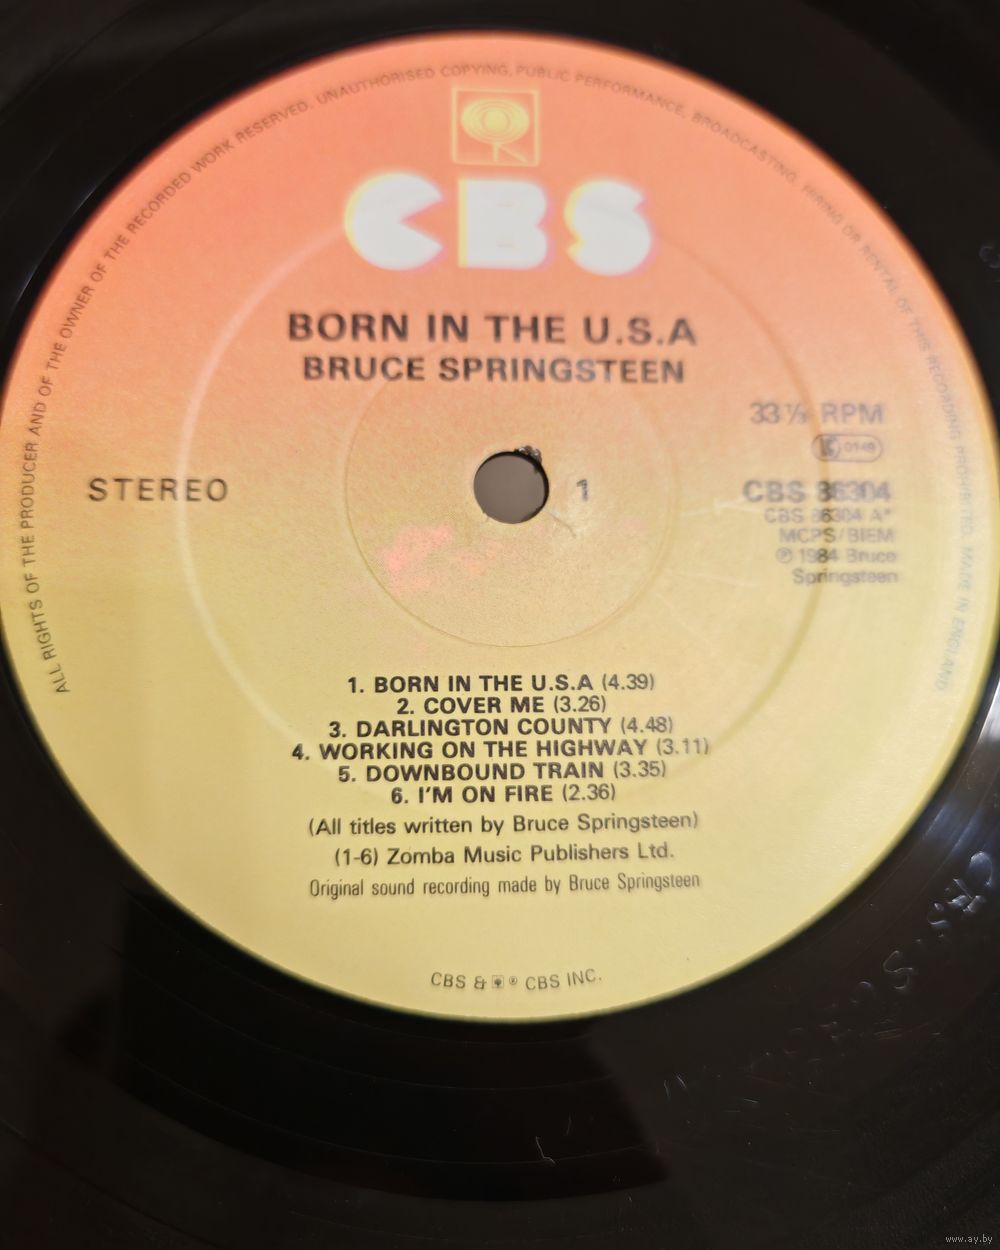 ALL RIGHTS OF THE PRODUCER AND OF THE OWNER OF THE RECORDED WORK RESERVED. UNAUTHORISED COPYING, PUBLIC PERFORMANCE, BROADCASTING, HIRING OR RENTAL OF THIS RECORDING PROHIBITED. MADE IN ENGLAND
CBS
BORN IN THE U.S.A
BRUCE SPRINGSTEEN
33⅓ RPM
0149
STEREO
1
CBS 86304
CBS 86304 A*
MCPS/BIEM
℗ 1984 Bruce
Springsteen
1. BORN IN THE U.S.A (4.39)
2. COVER ME (3.26)
3. DARLINGTON COUNTY (4.48)
4. WORKING ON THE HIGHWAY (3.11)
5. DOWNBOUND TRAIN (3.35)
6. I'M ON FIRE (2.36)
(All titles written by Bruce Springsteen)
(1-6) Zomba Music Publishers Ltd.
Original sound recording made by Bruce Springsteen
CBS & ® CBS INC.
www.ay.by